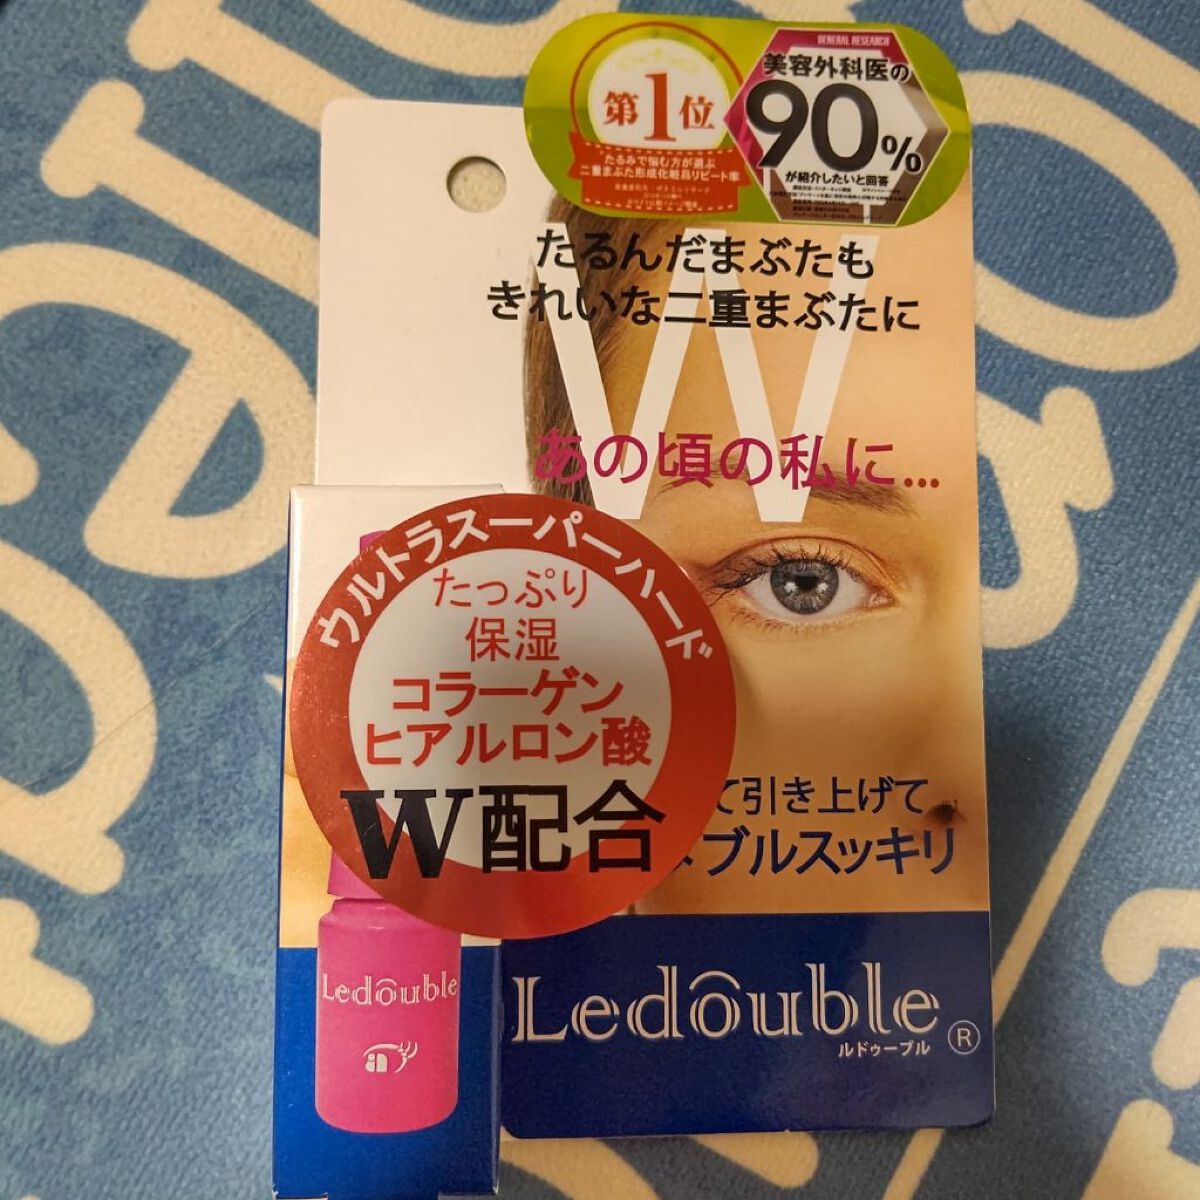 第1位
たるみで悩む方が選ぶ
二重まぶた形成化粧品リピート率
GENERAL RESEARCH
美容外科医の
90%
が紹介したいと回答
W
たるんだまぶたも
きれいな二重まぶたに
あの頃の私に...
ウルトラスーパーハード
たっぷり
保湿
コラーゲン
ヒアルロン酸
W配合
て引き上げて
ブルスッキリ
Ledouble
Ledôuble®
ルドゥーブル